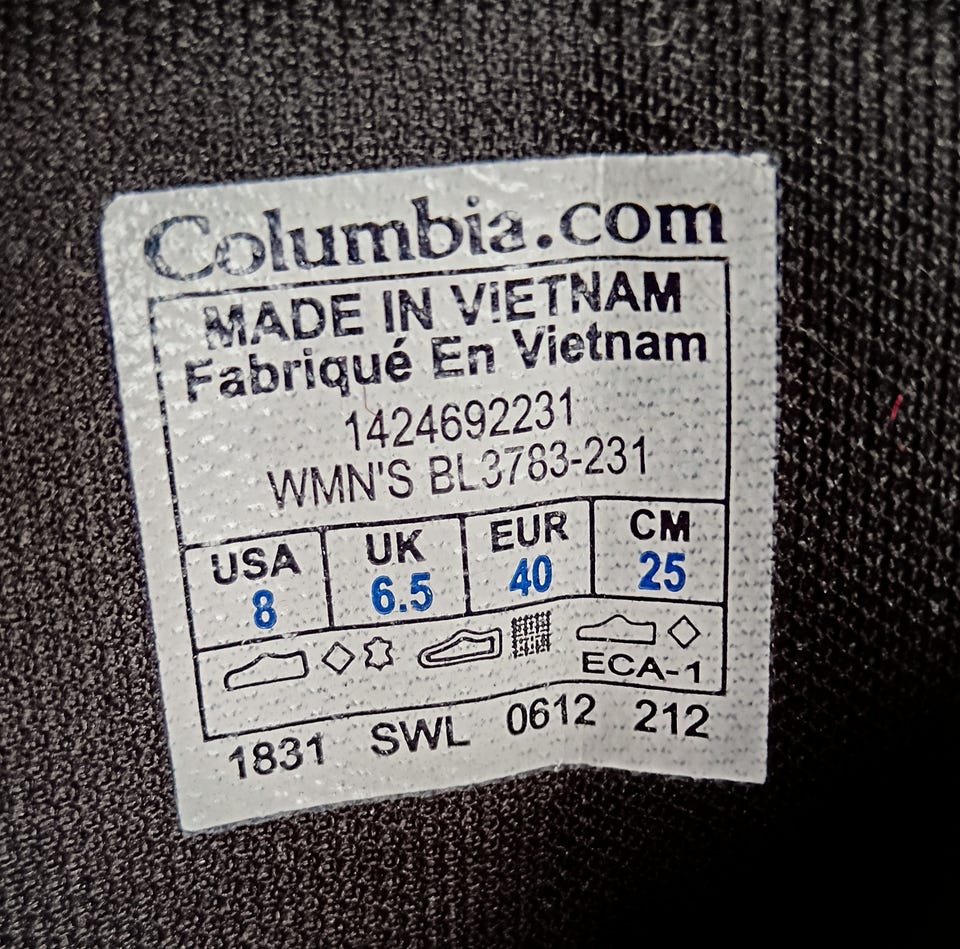 Columbia.com
MADE IN VIETNAM
Fabriqué En Vietnam
1424692231
WMN'S BL3783-231
USA UK EUR CM
8 6.5 40 25
ECA-1
1831 SWL 0612 212